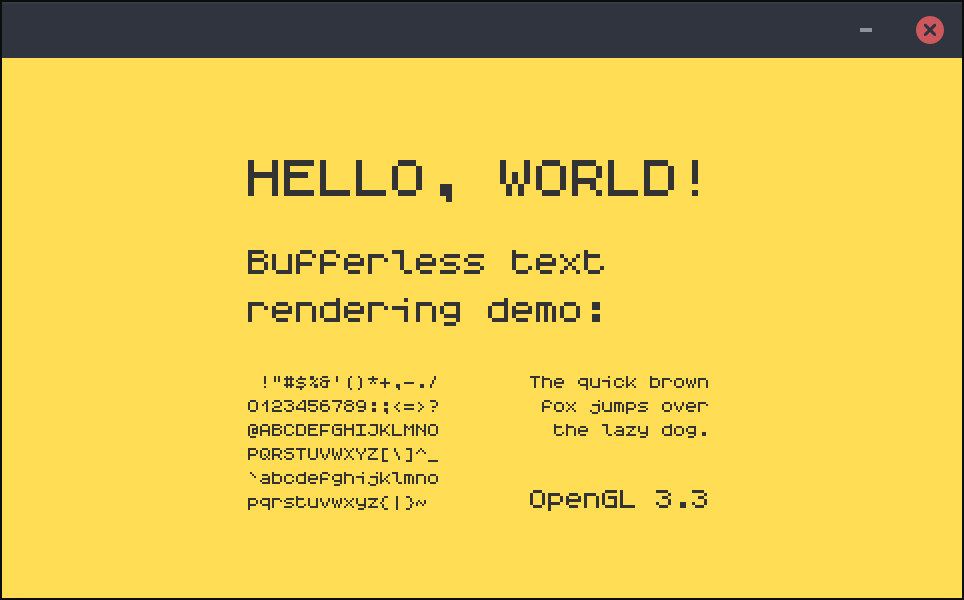 HELLO, WORLD!
Bufferless text
rendering demo:
 !"#$%&'()*+,-./
0123456789:;<=>?
@ABCDEFGHIJKLMNO
PQRSTUVWXYZ[\]^_
`abcdefghijklmno
pqrstuvwxyz{|}~
The quick brown
fox jumps over
the lazy dog.
OpenGL 3.3